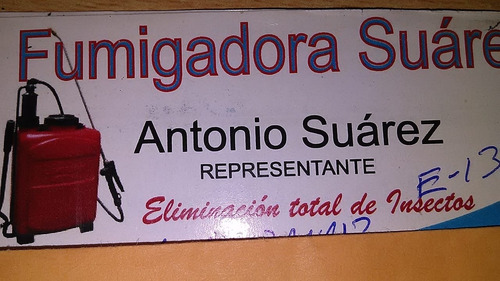 Fumigadora Suáre
Antonio Suárez
REPRESENTANTE
E-13
Eliminación total de Insectos